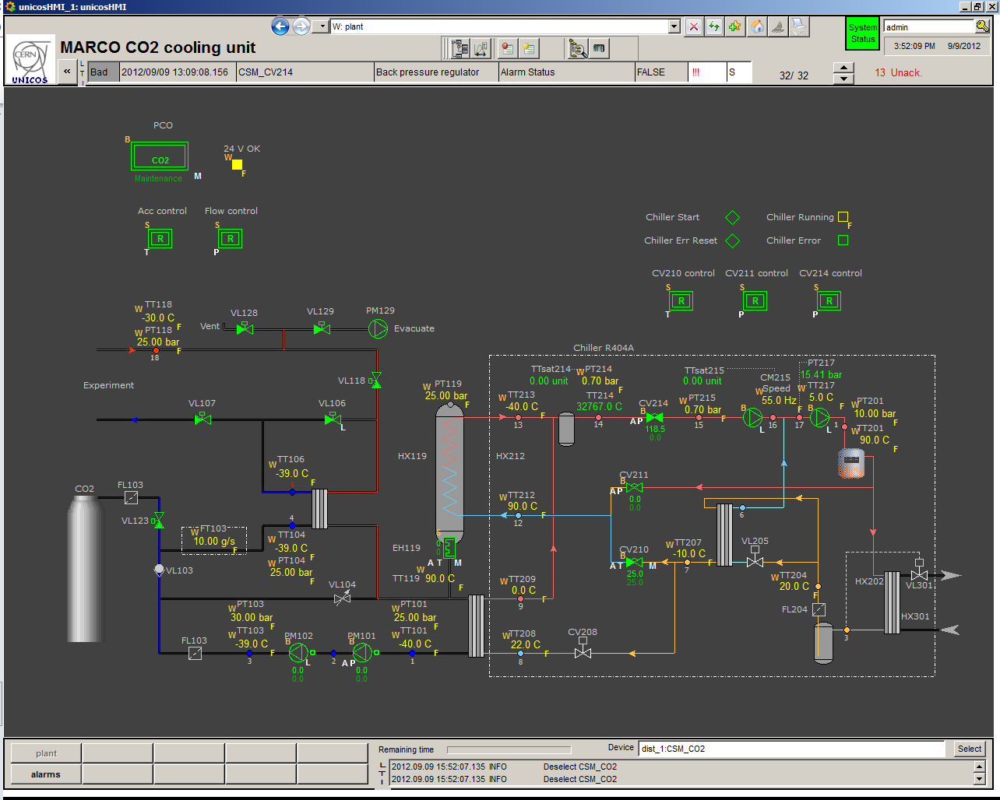 unicosHMI_1: unicosHMI
W: plant
System Status
admin
3:52:09 PM 9/9/2012
CERN
UNICOS
MARCO CO2 cooling unit
«
L
T
I
Bad 2012/09/09 13:09:08.156 CSM_CV214 Back pressure regulator Alarm Status FALSE !!! S
32/ 32
13 Unack.
PCO
B
CO2
Maintenance
M
24 V OK
W
F
Acc control
S
R
T
Flow control
S
R
P
Chiller Start
Chiller Running
F
Chiller Err Reset
Chiller Error
CV210 control
S
R
T
CV211 control
S
R
P
CV214 control
S
R
P
W TT118
-30.0 C F
W PT118
25.00 bar F
18
Vent
VL128
VL129
PM129
Evacuate
VL118
Experiment
VL107
VL106
L
W TT106
-39.0 C F
5
4
W TT104
-39.0 C F
W PT104
25.00 bar F
CO2
FL103
VL123
W FT103
10.00 g/s F
VL103
VL104
W PT103
30.00 bar F
W TT103
-39.0 C F
FL103
3
PM102
B
L
0.0
0.0
2
PM101
B
A P
0.0
0.0
W PT101
25.00 bar F
W TT101
-40.0 C F
1
W PT119
25.00 bar F
HX119
EH119
S
0
0
A T M
TT119
W 90.0 C F
Chiller R404A
TTsat214
0.00 unit
W PT214
0.70 bar F
W TT213
-40.0 C F
13
TT214
32767.0 C
14
HX212
CV214
B
A P
118.5
0.0
TTsat215
0.00 unit
W PT215
0.70 bar F
15
CM215
W Speed
55.0 Hz F
B
L
16
PT217
15.41 bar
W TT217
5.0 C
F
17
B
L
1
W PT201
10.00 bar F
W TT201
90.0 C F
W TT212
90.0 C F
12
CV211
B
A P
0.0
0.0
CV210
B
A T M
25.0
25.0
W TT207
-10.0 C F
7
6
VL205
W TT204
20.0 C F
FL204
W TT209
0.0 C F
9
W TT208
22.0 C F
8
CV208
HX202
3
VL301
HX301
plant
alarms
Remaining time
Device dist_1:CSM_CO2 Select
L
T
I
2012.09.09 15:52:07.135 INFO Deselect CSM_CO2
2012.09.09 15:52:07.135 INFO Deselect CSM_CO2